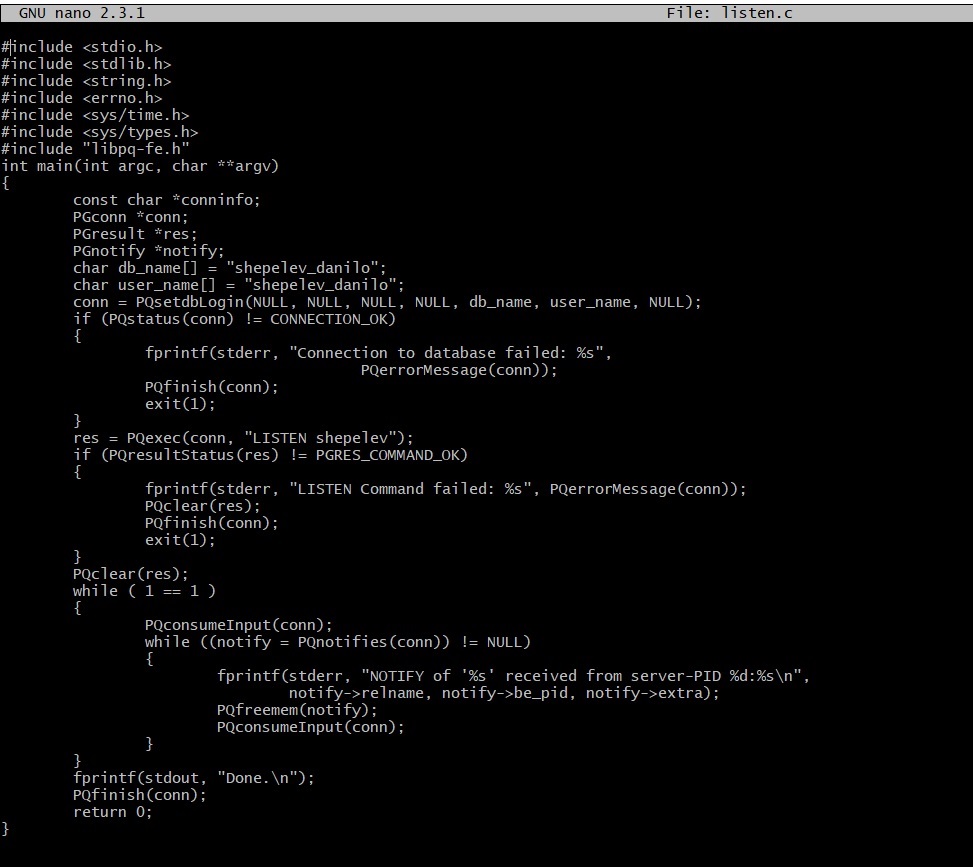 GNU nano 2.3.1 File: listen.c
#include <stdio.h>
#include <stdlib.h>
#include <string.h>
#include <errno.h>
#include <sys/time.h>
#include <sys/types.h>
#include "libpq-fe.h"
int main(int argc, char **argv)
{
        const char *conninfo;
        PGconn *conn;
        PGresult *res;
        PGnotify *notify;
        char db_name[] = "shepelev_danilo";
        char user_name[] = "shepelev_danilo";
        conn = PQsetdbLogin(NULL, NULL, NULL, NULL, db_name, user_name, NULL);
        if (PQstatus(conn) != CONNECTION_OK)
        {
                fprintf(stderr, "Connection to database failed: %s",
                                        PQerrorMessage(conn));
                PQfinish(conn);
                exit(1);
        }
        res = PQexec(conn, "LISTEN shepelev");
        if (PQresultStatus(res) != PGRES_COMMAND_OK)
        {
                fprintf(stderr, "LISTEN Command failed: %s", PQerrorMessage(conn));
                PQclear(res);
                PQfinish(conn);
                exit(1);
        }
        PQclear(res);
        while ( 1 == 1 )
        {
                PQconsumeInput(conn);
                while ((notify = PQnotifies(conn)) != NULL)
                {
                        fprintf(stderr, "NOTIFY of '%s' received from server-PID %d:%s\n",
                                notify->relname, notify->be_pid, notify->extra);
                        PQfreemem(notify);
                        PQconsumeInput(conn);
                }
        }
        fprintf(stdout, "Done.\n");
        PQfinish(conn);
        return 0;
}